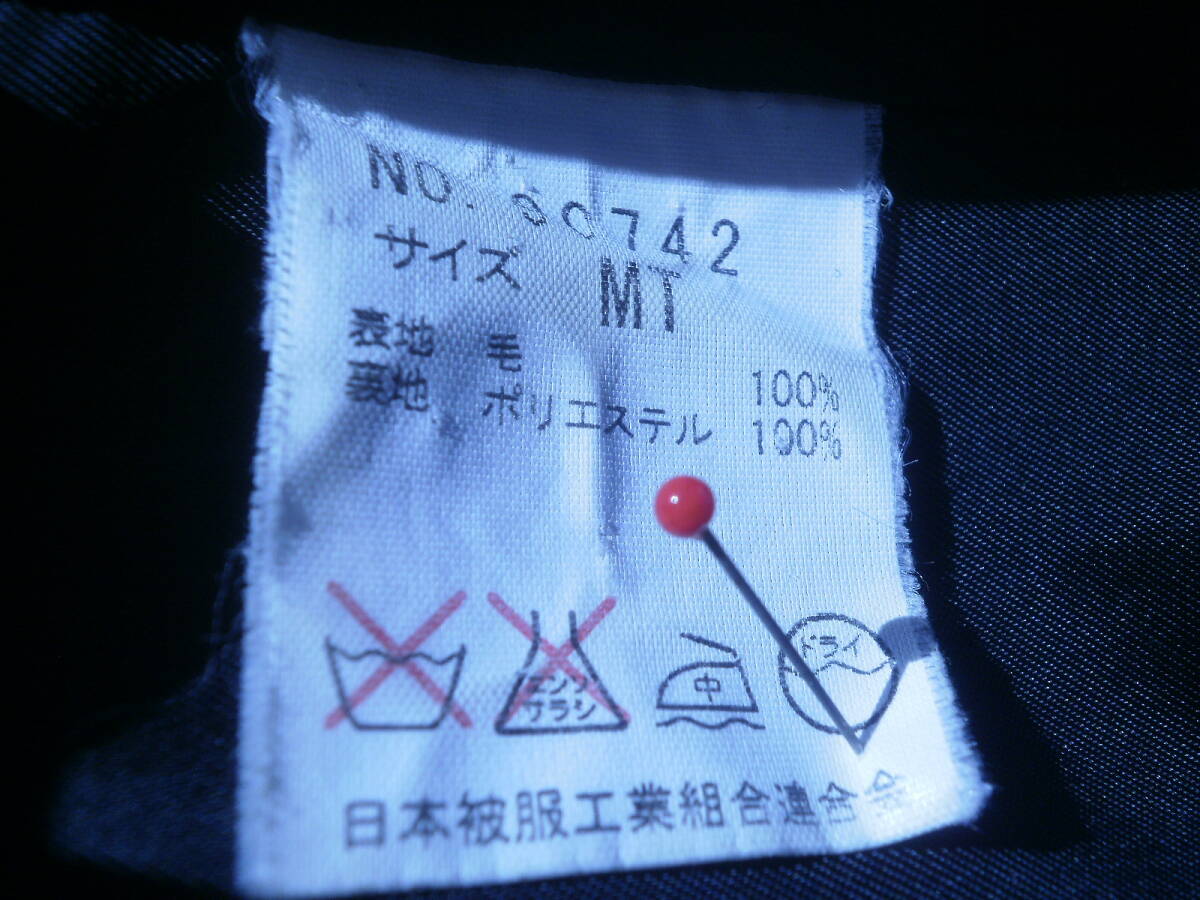 NO. 60742
サイズ MT
表地 毛 100%
裏地 ポリエステル 100%
エンソ サラシ
中
ドライ
日本被服工業組合連合会